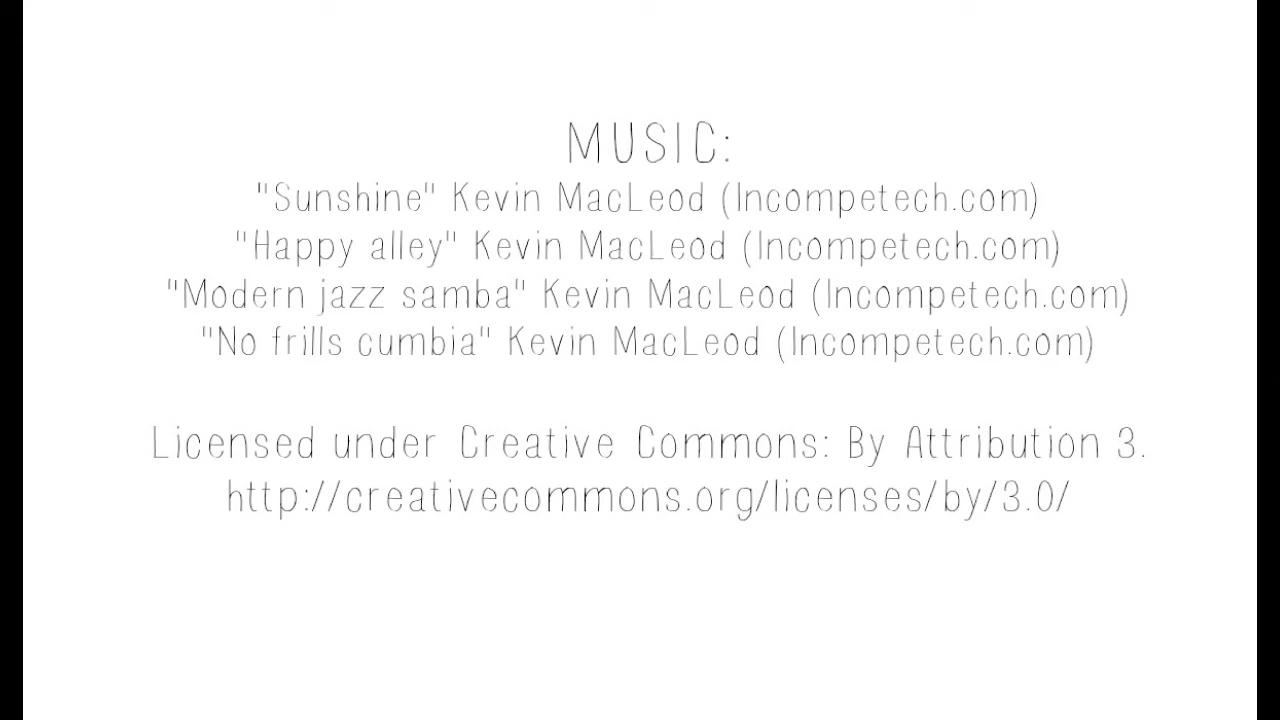 MUSIC:
"Sunshine" Kevin MacLeod (Incompetech.com)
"Happy alley" Kevin MacLeod (Incompetech.com)
"Modern jazz samba" Kevin MacLeod (Incompetech.com)
"No frills cumbia" Kevin MacLeod (Incompetech.com)
Licensed under Creative Commons: By Attribution 3.
http://creativecommons.org/licenses/by/3.0/